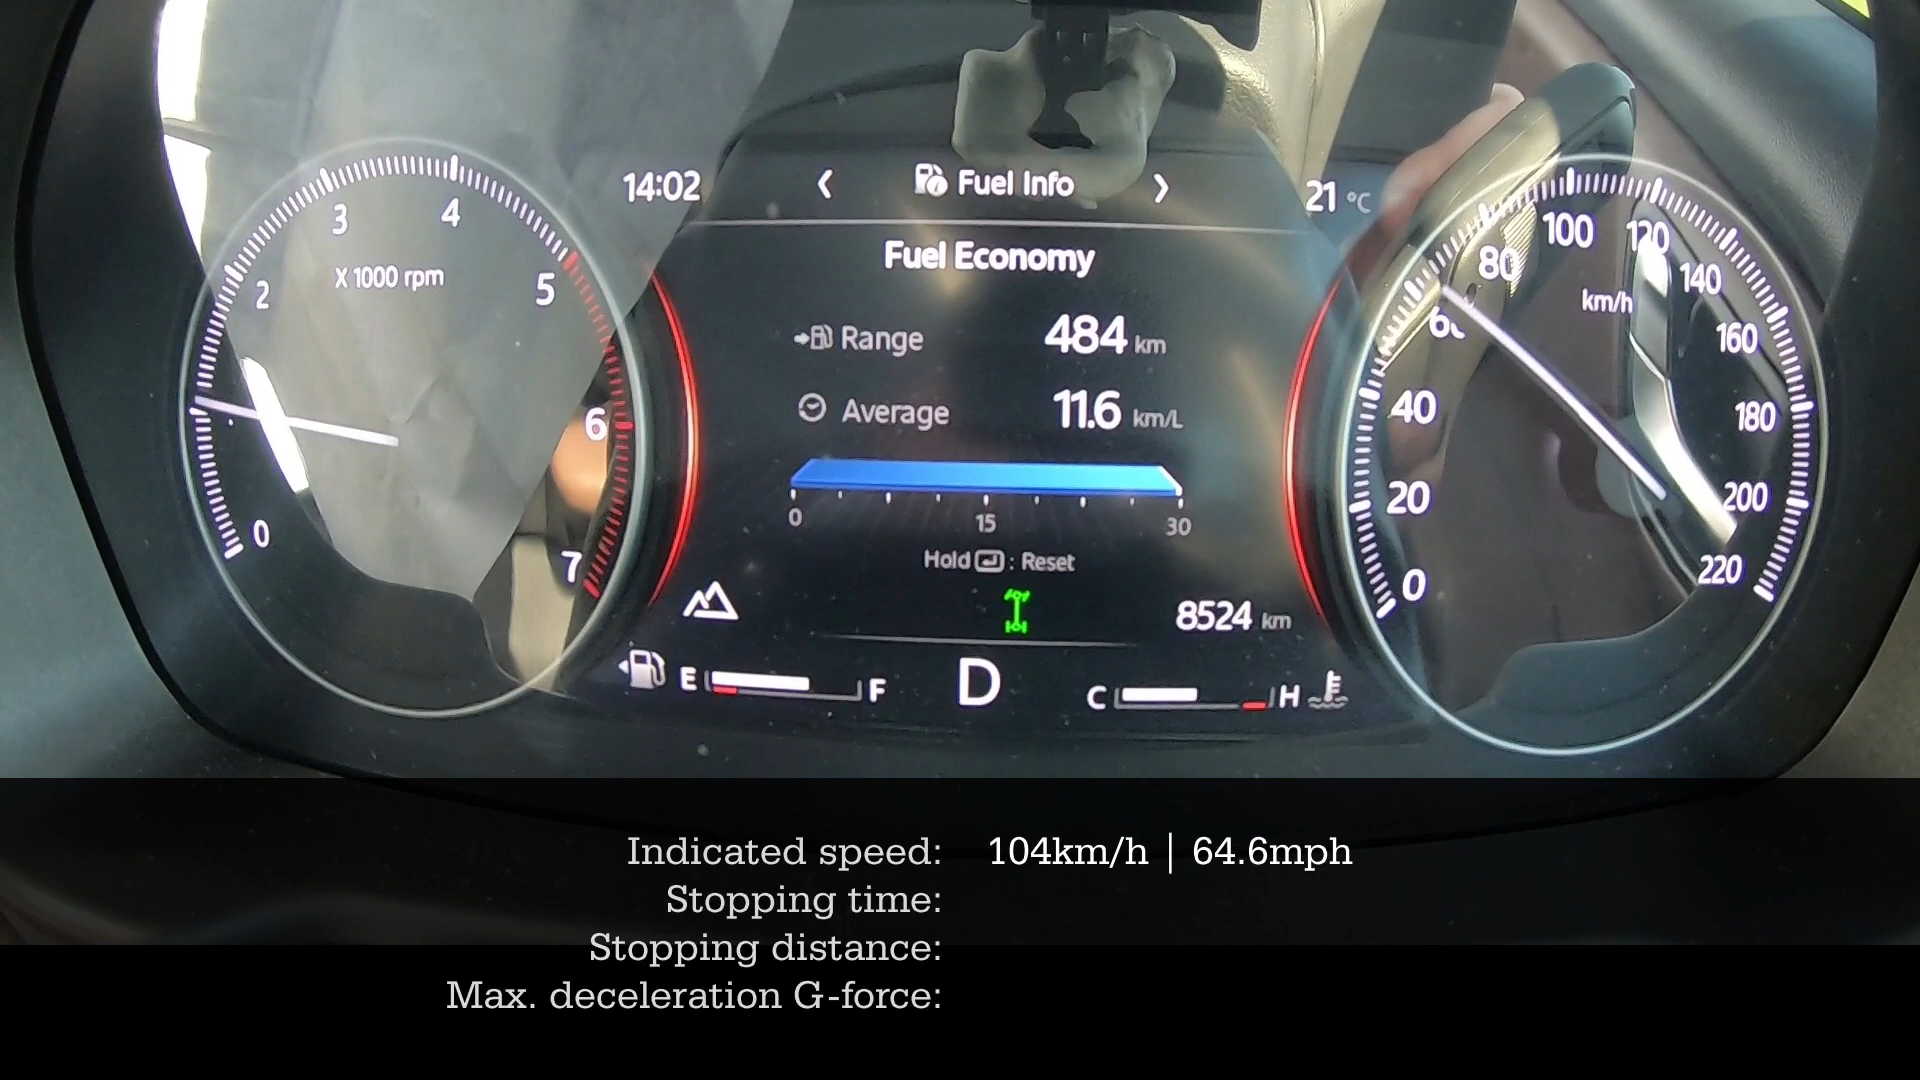 14:02
Fuel Info
21 °C
Fuel Economy
Range 484 km
Average 11.6 km/L
0 15 30
Hold : Reset
8524 km
E F
D
C H
0 2 3 4 5 6 7
X 1000 rpm
0 20 40 60 80 100 120 140 160 180 200 220
km/h
Indicated speed: 104km/h | 64.6mph
Stopping time:
Stopping distance:
Max. deceleration G-force: